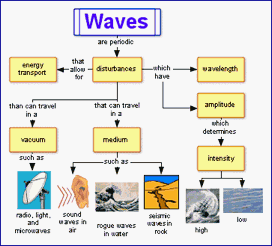 Waves
are periodic
energy
transport
that
allow
for
disturbances
which
have
wavelength
amplitude
than can travel
in a
that can travel
in a
which
determines
vacuum
medium
intensity
such as
such as
radio, light,
and
microwaves
sound
waves in
air
rogue waves
in water
seismic
waves in
rock
high
low